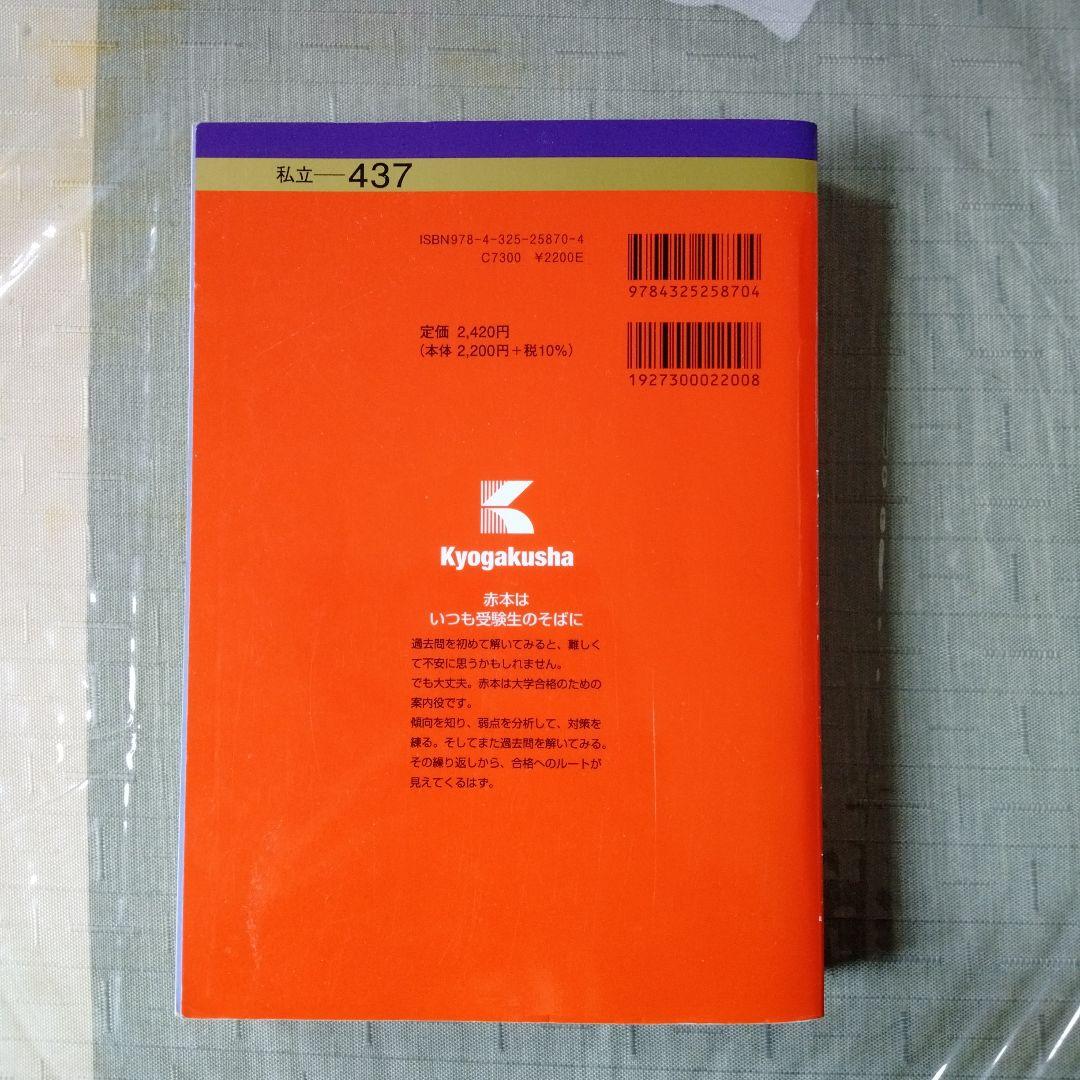 私立──437
ISBN978-4-325-25870-4
C7300 ¥2200E
9784325258704
定価 2,420円
（本体 2,200円＋税10%）
1927300022008
Kyogakusha
赤本は
いつも受験生のそばに
過去問を初めて解いてみると、難しく
て不安に思うかもしれません。
でも大丈夫。赤本は大学合格のための
案内役です。
傾向を知り、弱点を分析して、対策を
練る。そしてまた過去問を解いてみる。
その繰り返しから、合格へのルートが
見えてくるはず。